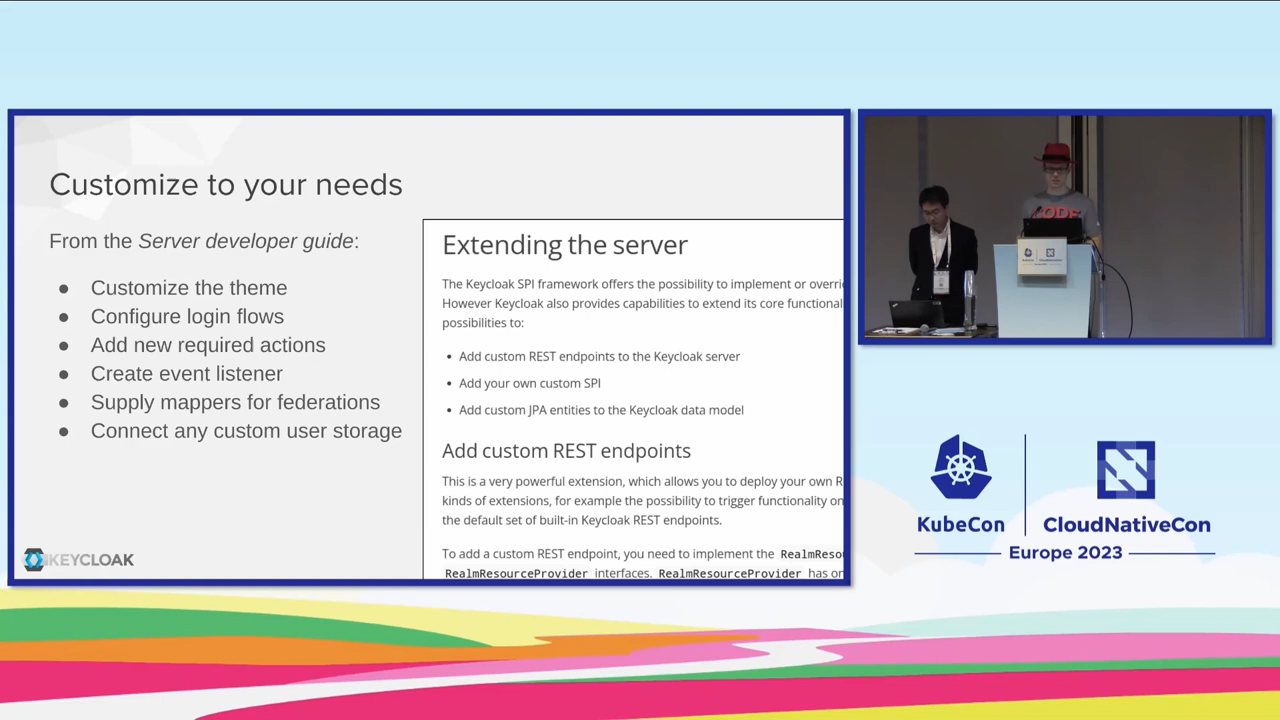 Customize to your needs
From the Server developer guide:
● Customize the theme
● Configure login flows
● Add new required actions
● Create event listener
● Supply mappers for federations
● Connect any custom user storage
KEYCLOAK
Extending the server
The Keycloak SPI framework offers the possibility to implement or overri
However Keycloak also provides capabilities to extend its core functional
possibilities to:
• Add custom REST endpoints to the Keycloak server
• Add your own custom SPI
• Add custom JPA entities to the Keycloak data model
Add custom REST endpoints
This is a very powerful extension, which allows you to deploy your own R
kinds of extensions, for example the possibility to trigger functionality on
the default set of built-in Keycloak REST endpoints.
To add a custom REST endpoint, you need to implement the RealmResou
RealmResourceProvider interfaces. RealmResourceProvider has on
CODE
KubeCon
CloudNativeCon
Europe 2023